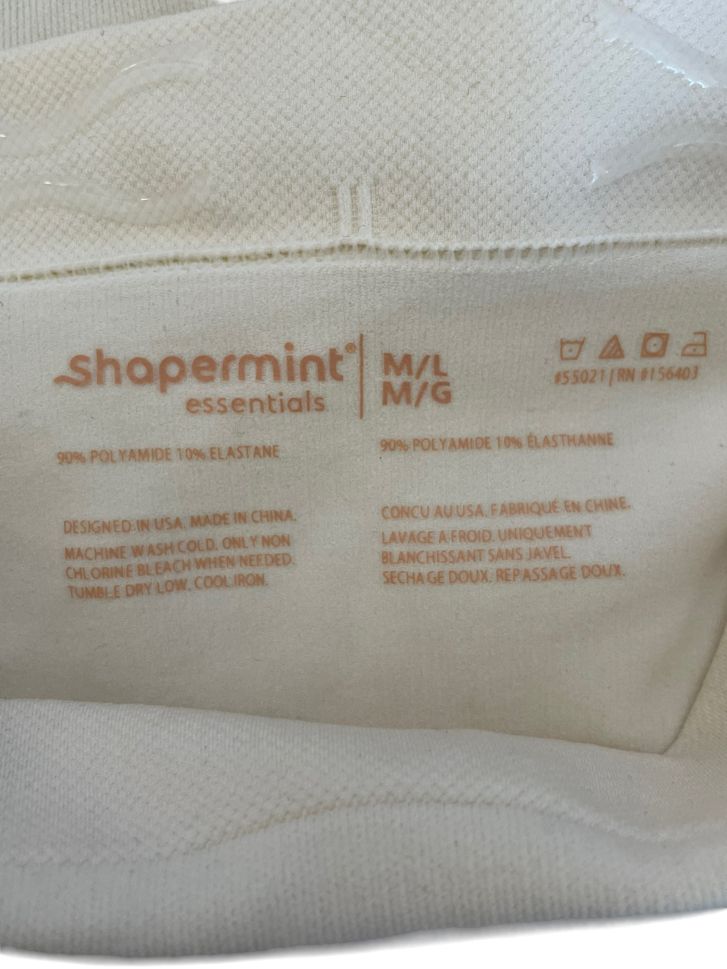 shapermint®
essentials
M/L
M/G
#55021 | RN #156403
90% POLYAMIDE 10% ELASTANE
90% POLYAMIDE 10% ÉLASTHANNE
DESIGNED IN USA, MADE IN CHINA.
MACHINE WASH COLD. ONLY NON
CHLORINE BLEACH WHEN NEEDED.
TUMBLE DRY LOW. COOL IRON.
CONCU AU USA, FABRIQUÉ EN CHINE.
LAVAGE A FROID. UNIQUEMENT
BLANCHISSANT SANS JAVEL.
SECHAGE DOUX. REPASSAGE DOUX.